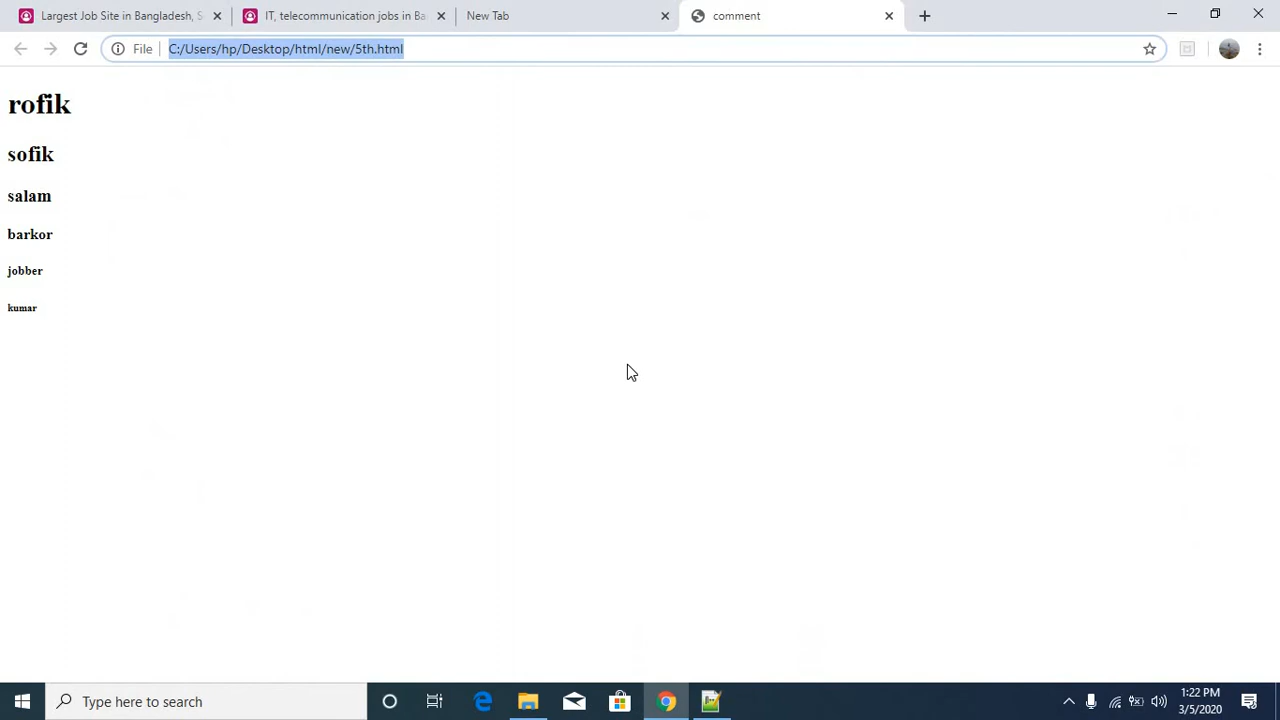 Largest Job Site in Bangladesh, S
IT, telecommunication jobs in Ba
New Tab
comment
File
C:/Users/hp/Desktop/html/new/5th.html
rofik
sofik
salam
barkor
jobber
kumar
Type here to search
1:22 PM
3/5/2020